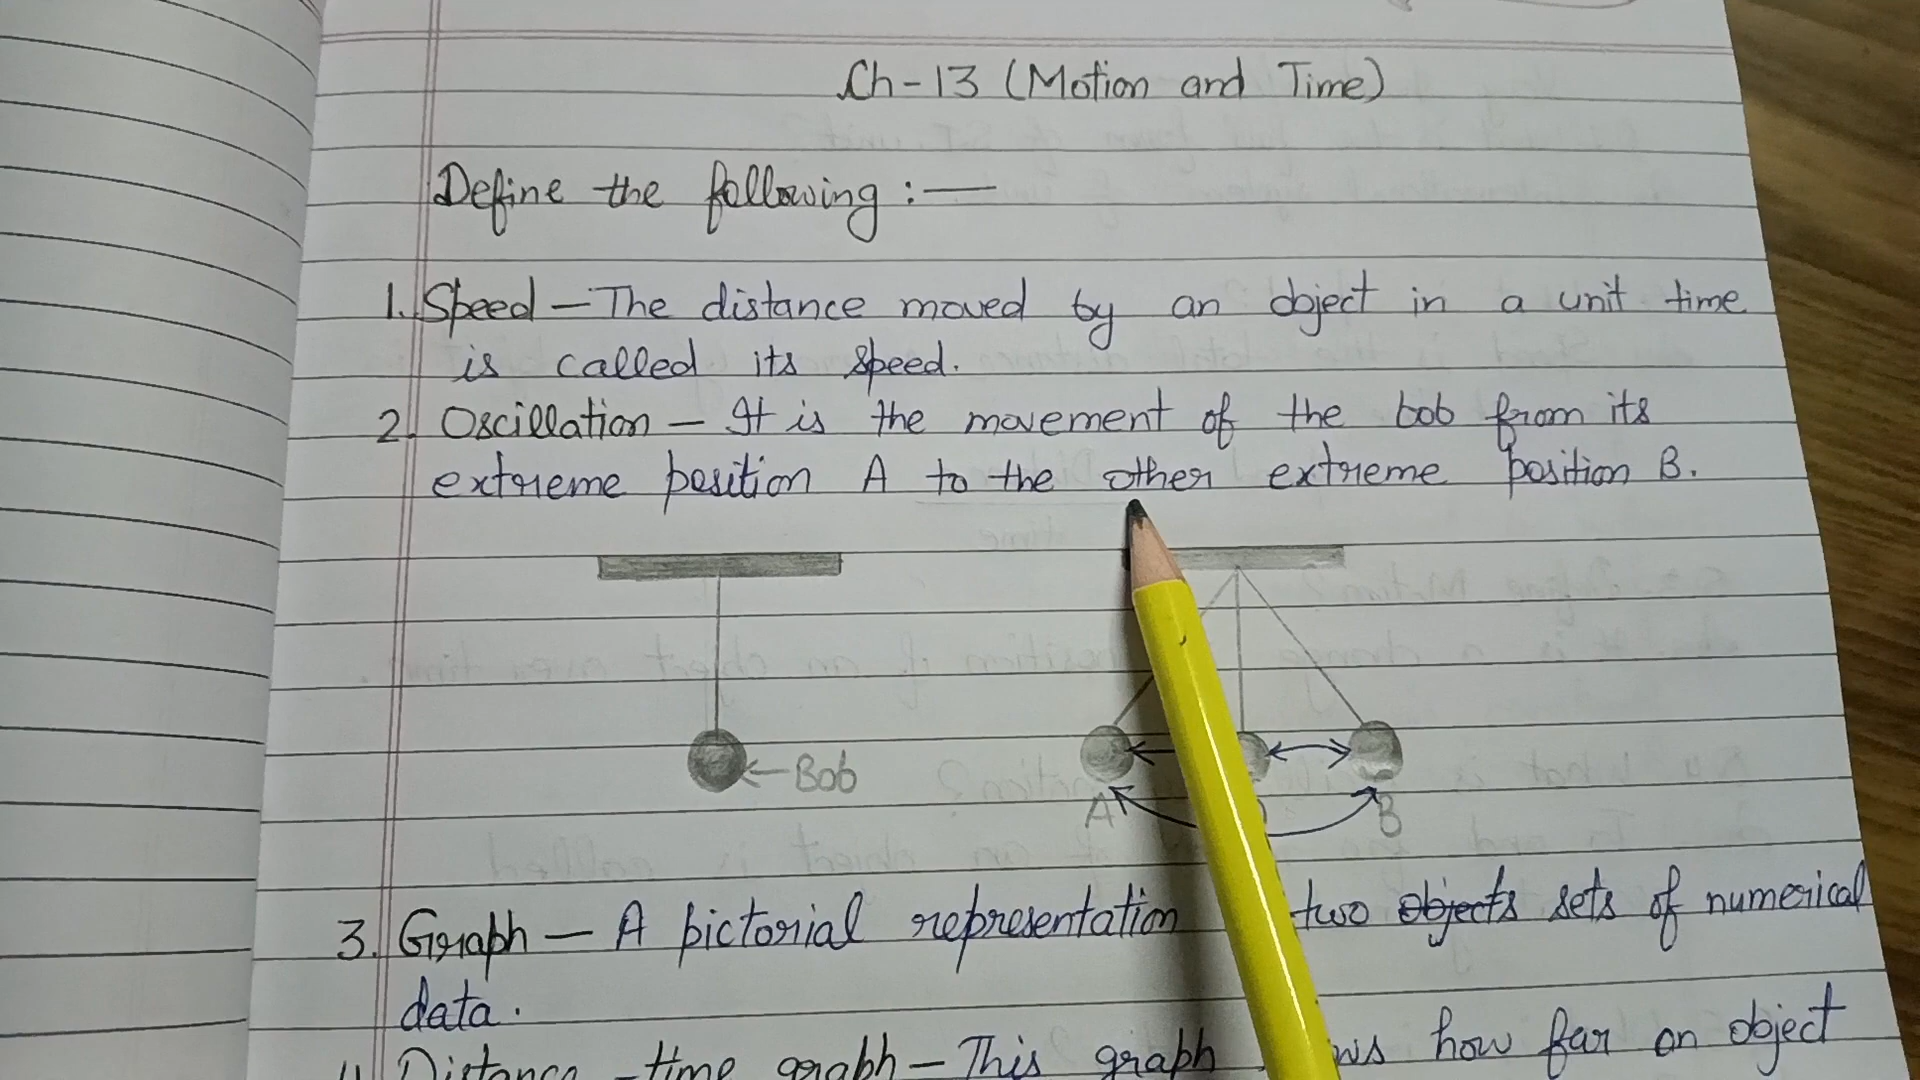 Ch-13 (Motion and Time)
Define the following :—
1. Speed — The distance moved by an object in a unit time
is called its speed.
2. Oscillation — It is the movement of the bob from its
extreme position A to the other extreme position B.
Bob
A B
3. Graph — A pictorial representation two objects sets of numerical
data.
4. Distance-time graph — This graph how far an object